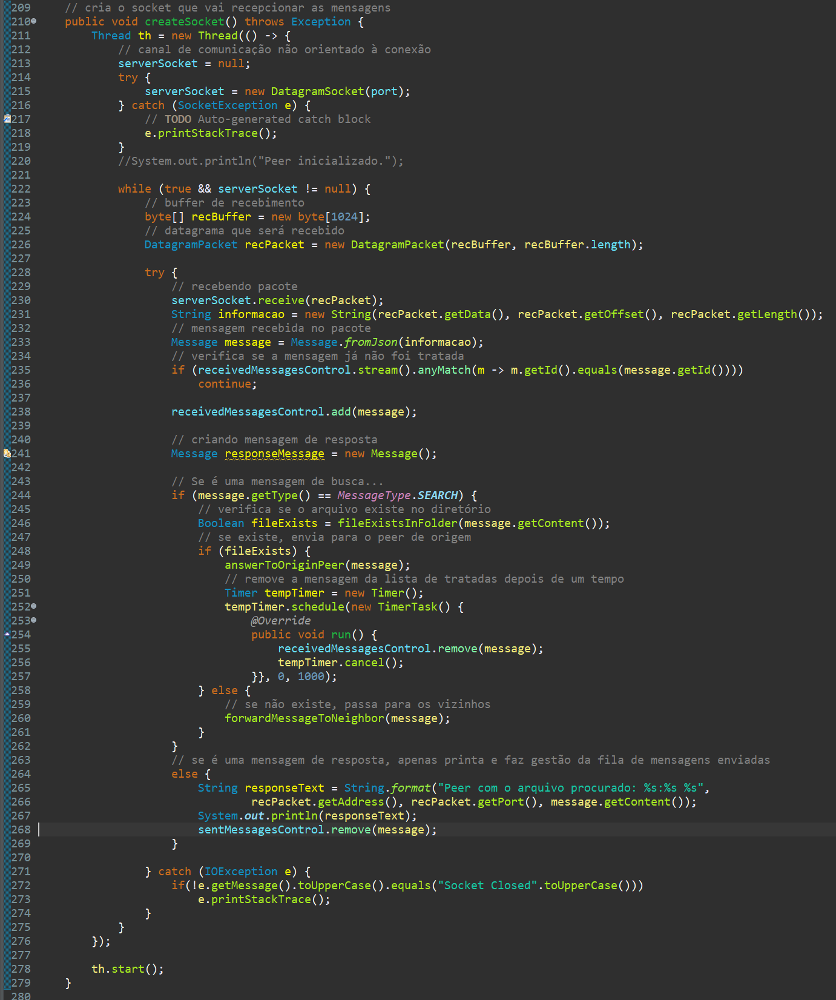 209 // cria o socket que vai recepcionar as mensagens
210 public void createSocket() throws Exception {
211 Thread th = new Thread(() -> {
212 // canal de comunicação não orientado à conexão
213 serverSocket = null;
214 try {
215 serverSocket = new DatagramSocket(port);
216 } catch (SocketException e) {
217 // TODO Auto-generated catch block
218 e.printStackTrace();
219 }
220 //System.out.println("Peer inicializado.");
221
222 while (true && serverSocket != null) {
223 // buffer de recebimento
224 byte[] recBuffer = new byte[1024];
225 // datagrama que será recebido
226 DatagramPacket recPacket = new DatagramPacket(recBuffer, recBuffer.length);
227
228 try {
229 // recebendo pacote
230 serverSocket.receive(recPacket);
231 String informacao = new String(recPacket.getData(), recPacket.getOffset(), recPacket.getLength());
232 // mensagem recebida no pacote
233 Message message = Message.fromJson(informacao);
234 // verifica se a mensagem já não foi tratada
235 if (receivedMessagesControl.stream().anyMatch(m -> m.getId().equals(message.getId())))
236 continue;
237
238 receivedMessagesControl.add(message);
239
240 // criando mensagem de resposta
241 Message responseMessage = new Message();
242
243 // Se é uma mensagem de busca...
244 if (message.getType() == MessageType.SEARCH) {
245 // verifica se o arquivo existe no diretório
246 Boolean fileExists = fileExistsInFolder(message.getContent());
247 // se existe, envia para o peer de origem
248 if (fileExists) {
249 answerToOriginPeer(message);
250 // remove a mensagem da lista de tratadas depois de um tempo
251 Timer tempTimer = new Timer();
252 tempTimer.schedule(new TimerTask() {
253 @Override
254 public void run() {
255 receivedMessagesControl.remove(message);
256 tempTimer.cancel();
257 }}, 0, 1000);
258 } else {
259 // se não existe, passa para os vizinhos
260 forwardMessageToNeighbor(message);
261 }
262 }
263 // se é uma mensagem de resposta, apenas printa e faz gestão da fila de mensagens enviadas
264 else {
265 String responseText = String.format("Peer com o arquivo procurado: %s:%s %s",
266 recPacket.getAddress(), recPacket.getPort(), message.getContent());
267 System.out.println(responseText);
268 sentMessagesControl.remove(message);
269 }
270
271 } catch (IOException e) {
272 if(!e.getMessage().toUpperCase().equals("Socket Closed".toUpperCase()))
273 e.printStackTrace();
274 }
275 }
276 });
277
278 th.start();
279 }
280